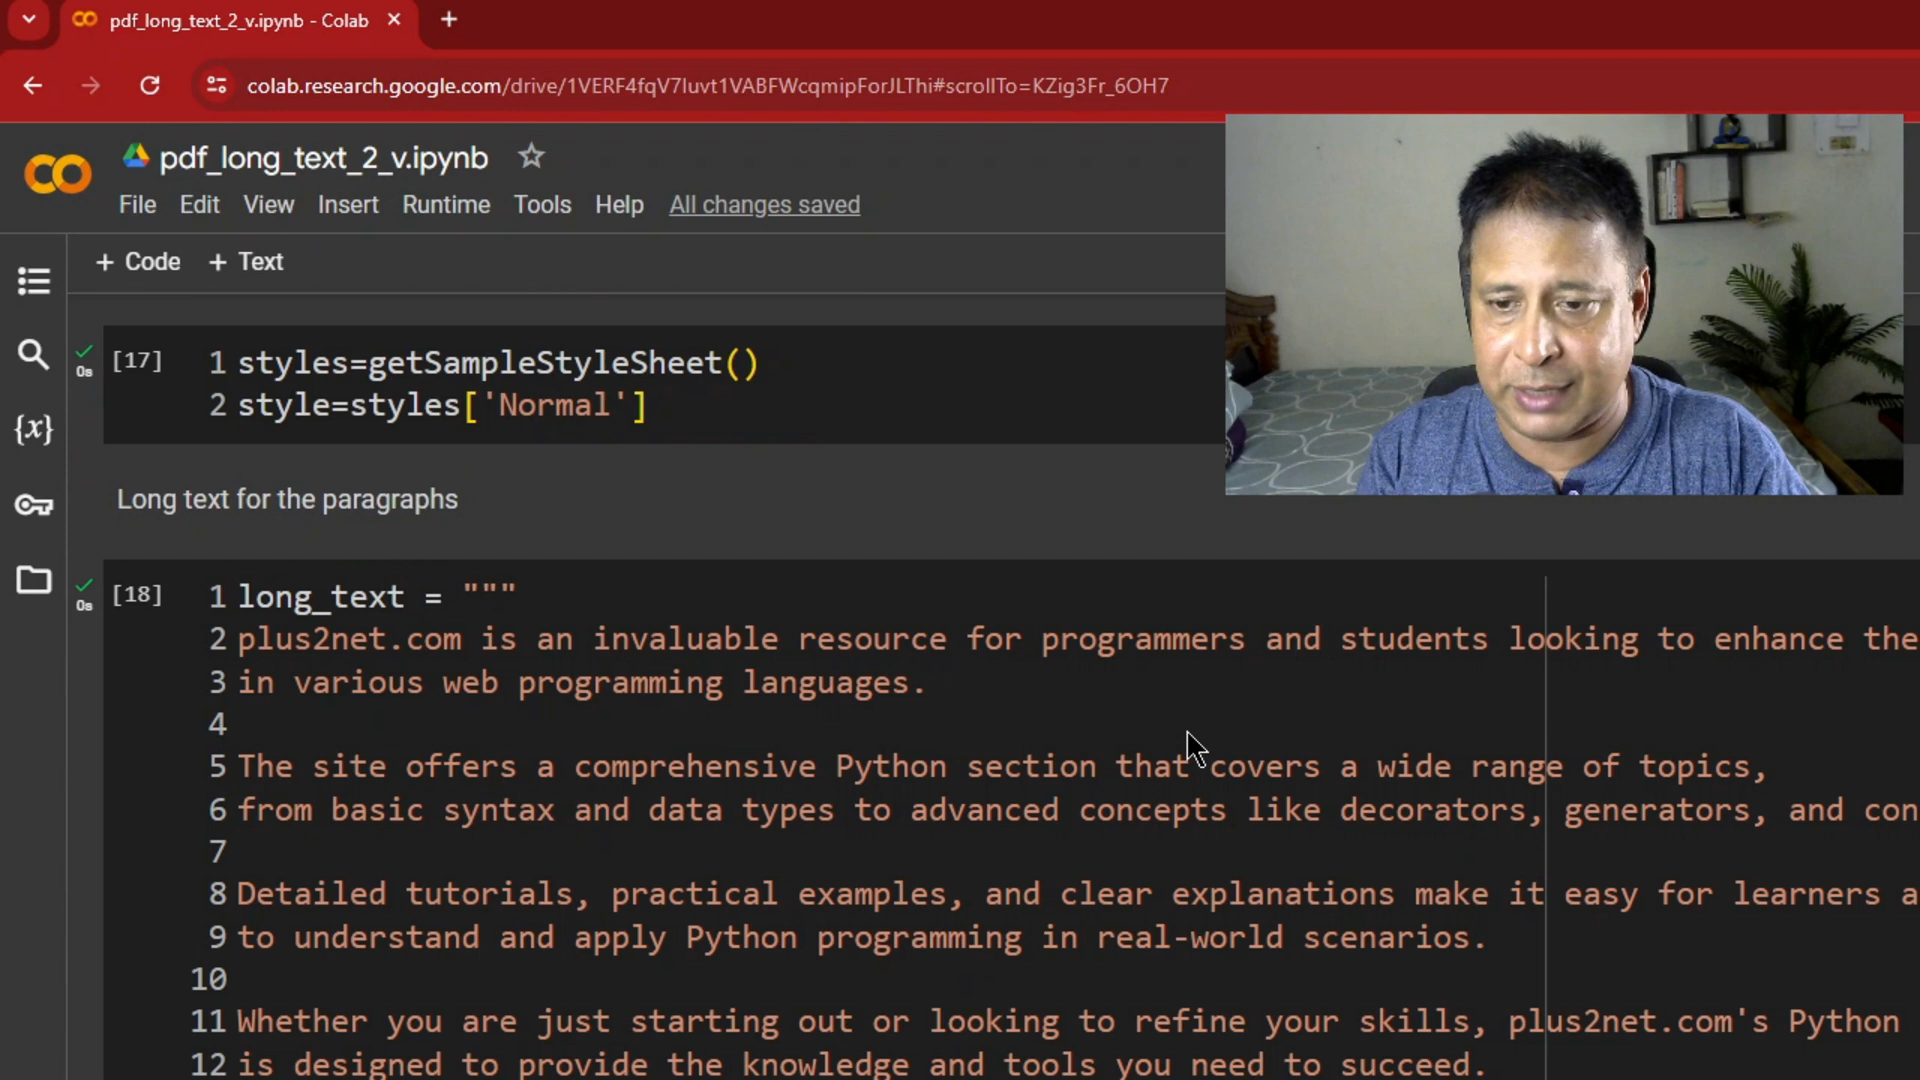 pdf_long_text_2_v.ipynb - Colab
colab.research.google.com/drive/1VERF4fqV7luvt1VABFWcqmipForJLThi#scrollTo=KZig3Fr_6OH7
pdf_long_text_2_v.ipynb
File Edit View Insert Runtime Tools Help All changes saved
+ Code + Text
[17] 1 styles=getSampleStyleSheet()
0s 2 style=styles['Normal']
Long text for the paragraphs
[18] 1 long_text = """
0s 2 plus2net.com is an invaluable resource for programmers and students looking to enhance the
3 in various web programming languages.
4
5 The site offers a comprehensive Python section that covers a wide range of topics,
6 from basic syntax and data types to advanced concepts like decorators, generators, and con
7
8 Detailed tutorials, practical examples, and clear explanations make it easy for learners a
9 to understand and apply Python programming in real-world scenarios.
10
11 Whether you are just starting out or looking to refine your skills, plus2net.com's Python
12 is designed to provide the knowledge and tools you need to succeed.